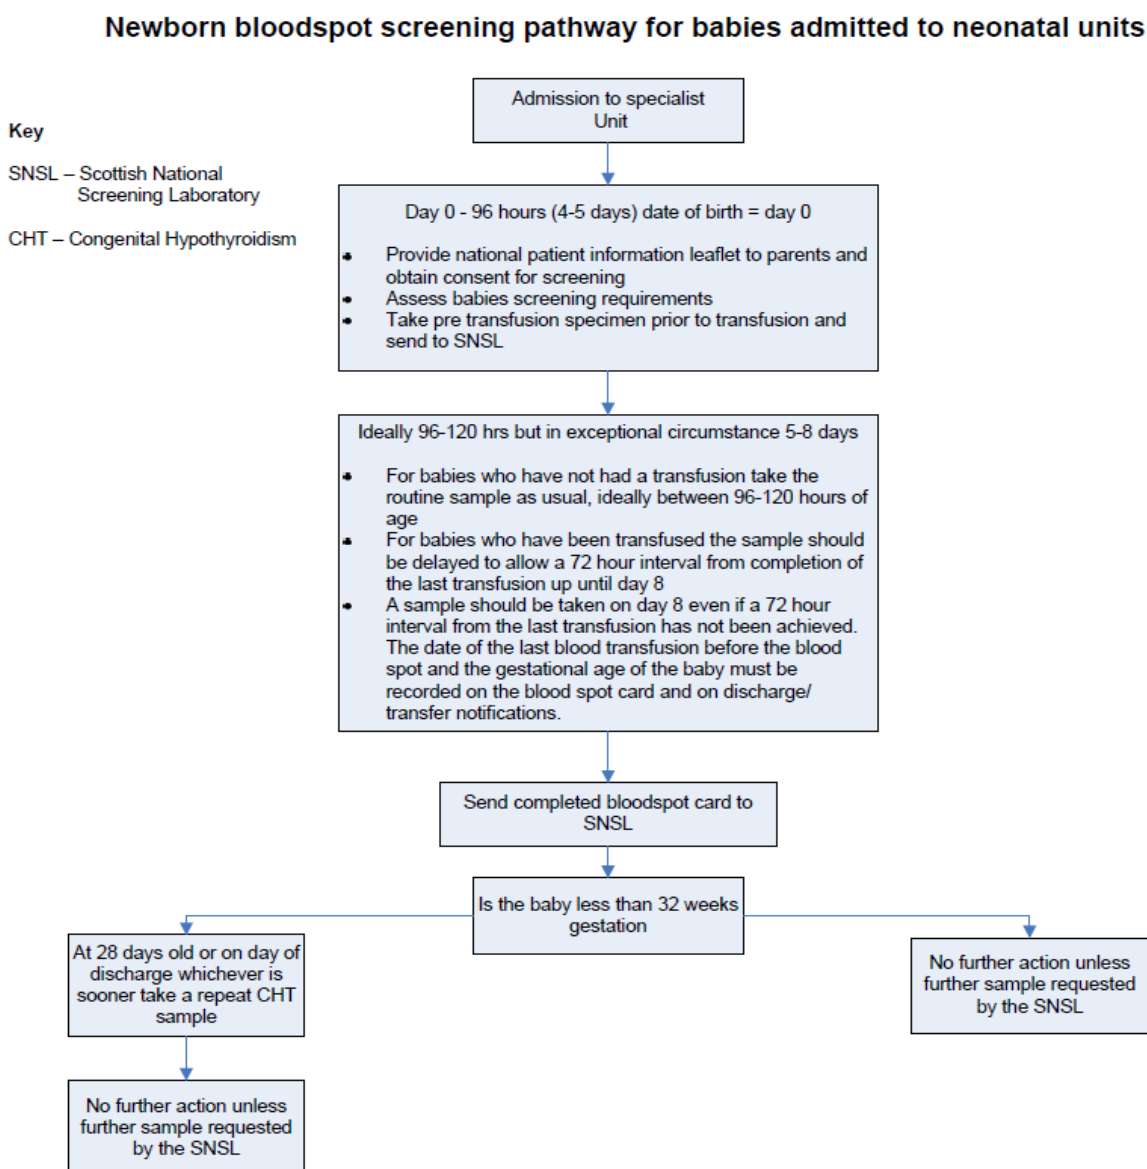 Newborn bloodspot screening pathway for babies admitted to neonatal units
Key
SNSL – Scottish National
Screening Laboratory
CHT – Congenital Hypothyroidism
Admission to specialist
Unit
Day 0 - 96 hours (4-5 days) date of birth = day 0
• Provide national patient information leaflet to parents and
obtain consent for screening
• Assess babies screening requirements
• Take pre transfusion specimen prior to transfusion and
send to SNSL
Ideally 96-120 hrs but in exceptional circumstance 5-8 days
• For babies who have not had a transfusion take the
routine sample as usual, ideally between 96-120 hours of
age
• For babies who have been transfused the sample should
be delayed to allow a 72 hour interval from completion of
the last transfusion up until day 8
• A sample should be taken on day 8 even if a 72 hour
interval from the last transfusion has not been achieved.
The date of the last blood transfusion before the blood
spot and the gestational age of the baby must be
recorded on the blood spot card and on discharge/
transfer notifications.
Send completed bloodspot card to
SNSL
Is the baby less than 32 weeks
gestation
At 28 days old or on day of
discharge whichever is
sooner take a repeat CHT
sample
No further action unless
further sample requested
by the SNSL
No further action unless
further sample requested
by the SNSL